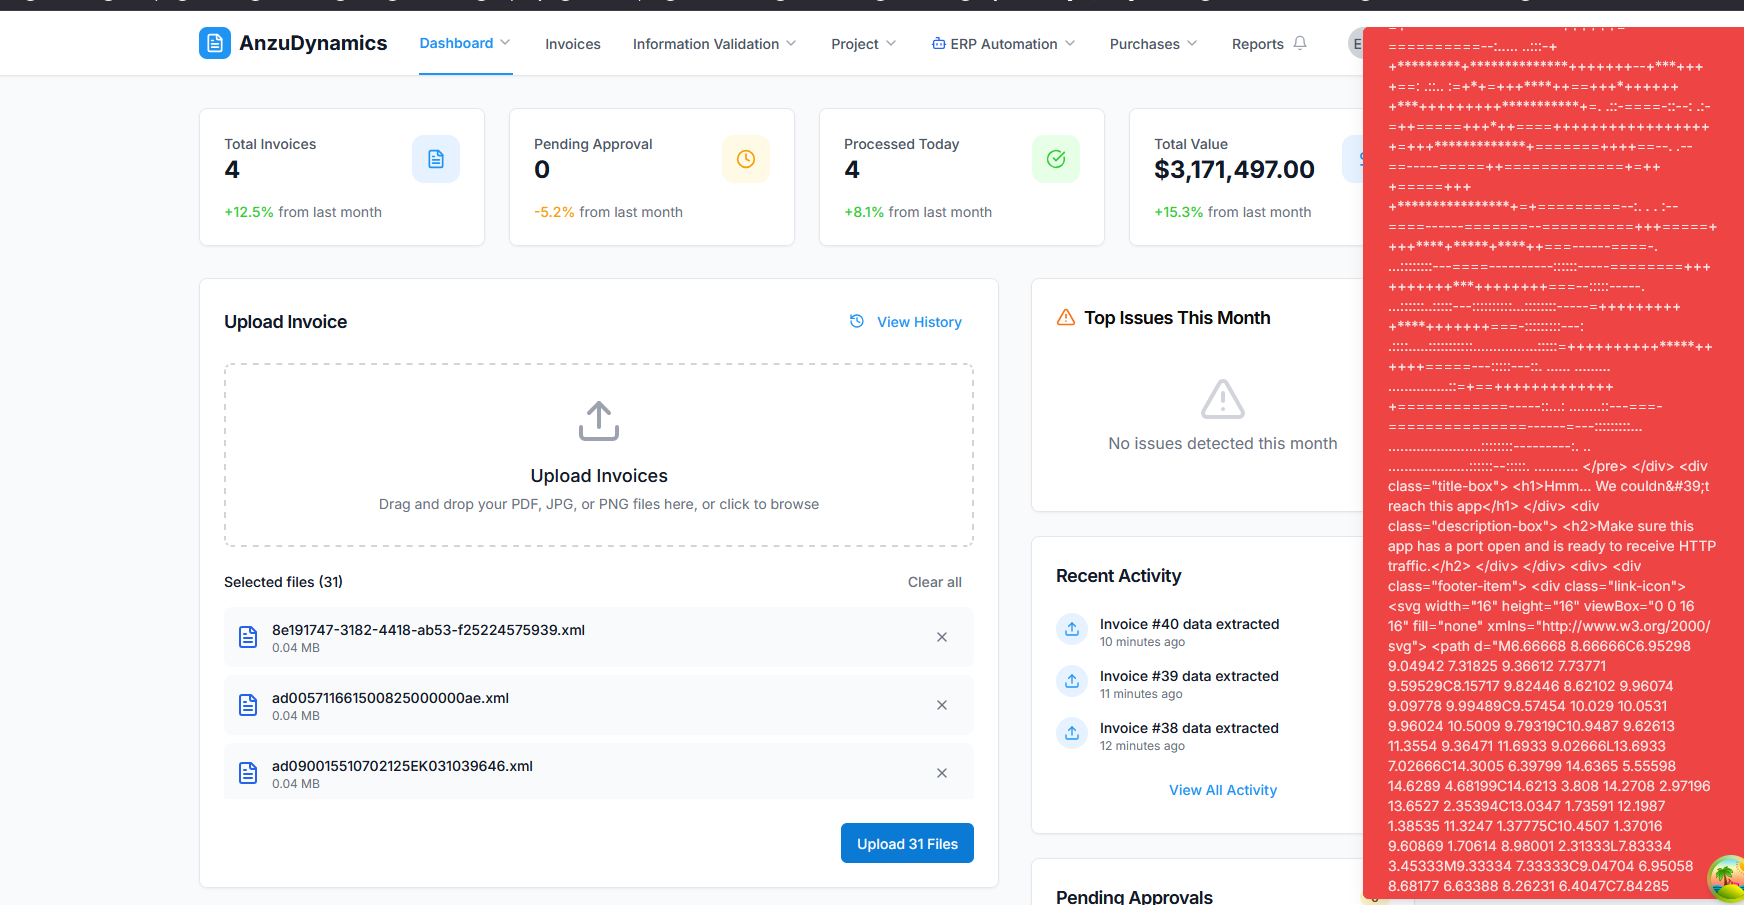 AnzuDynamics
Dashboard
Invoices
Information Validation
Project
ERP Automation
Purchases
Reports
E
Total Invoices
4
+12.5% from last month
Pending Approval
0
-5.2% from last month
Processed Today
4
+8.1% from last month
Total Value
$3,171,497.00
+15.3% from last month
Upload Invoice
View History
Upload Invoices
Drag and drop your PDF, JPG, or PNG files here, or click to browse
Selected files (31)
Clear all
8e191747-3182-4418-ab53-f25224575939.xml
0.04 MB
ad005711661500825000000ae.xml
0.04 MB
ad090015510702125EK031039646.xml
0.04 MB
Upload 31 Files
Top Issues This Month
No issues detected this month
Recent Activity
Invoice #40 data extracted
10 minutes ago
Invoice #39 data extracted
11 minutes ago
Invoice #38 data extracted
12 minutes ago
View All Activity
Pending Approvals
</pre> </div> <div
class="title-box"> <h1>Hmm... We couldn&#39;t
reach this app</h1> </div> <div
class="description-box"> <h2>Make sure this
app has a port open and is ready to receive HTTP
traffic.</h2> </div> </div> <div> <div
class="footer-item"> <div class="link-icon">
<svg width="16" height="16" viewBox="0 0 16
16" fill="none" xmlns="http://www.w3.org/2000/
svg"> <path d="M6.66668 8.66666C6.95298
9.04942 7.31825 9.36612 7.73771
9.59529C8.15717 9.82446 8.62102 9.96074
9.09778 9.99489C9.57454 10.029 10.0531
9.96024 10.5009 9.79319C10.9487 9.62613
11.3554 9.36471 11.6933 9.02666L13.6933
7.02666C14.3005 6.39799 14.6365 5.55598
14.6289 4.68199C14.6213 3.808 14.2708 2.97196
13.6527 2.35394C13.0347 1.73591 12.1987
1.38535 11.3247 1.37775C10.4507 1.37016
9.60869 1.70614 8.98001 2.31333L7.83334
3.45333M9.33334 7.33333C9.04704 6.95058
8.68177 6.63388 8.26231 6.4047C7.84285